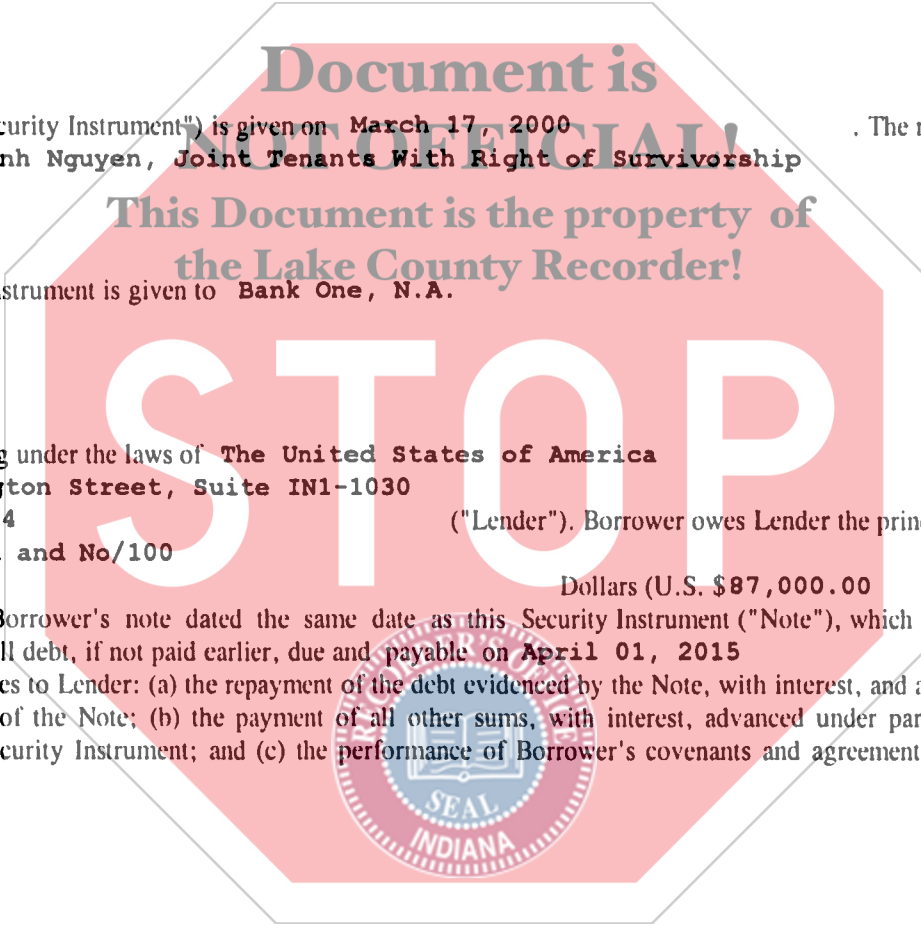 Document is
curity Instrument") is given on March 17, 2000 . The
NOT OFFICIAL!
nh Nguyen, Joint Tenants With Right of Survivorship
This Document is the property of
the Lake County Recorder!
strument is given to Bank One, N.A.
STOP
g under the laws of The United States of America
gton Street, Suite IN1-1030
4 ("Lender"). Borrower owes Lender the prin
and No/100
Dollars (U.S. $87,000.00
Borrower's note dated the same date as this Security Instrument ("Note"), which
ll debt, if not paid earlier, due and payable on April 01, 2015
es to Lender: (a) the repayment of the debt evidenced by the Note, with interest, and a
of the Note; (b) the payment of all other sums, with interest, advanced under par
curity Instrument; and (c) the performance of Borrower's covenants and agreement
RECORDER'S OFFICE
SEAL
INDIANA